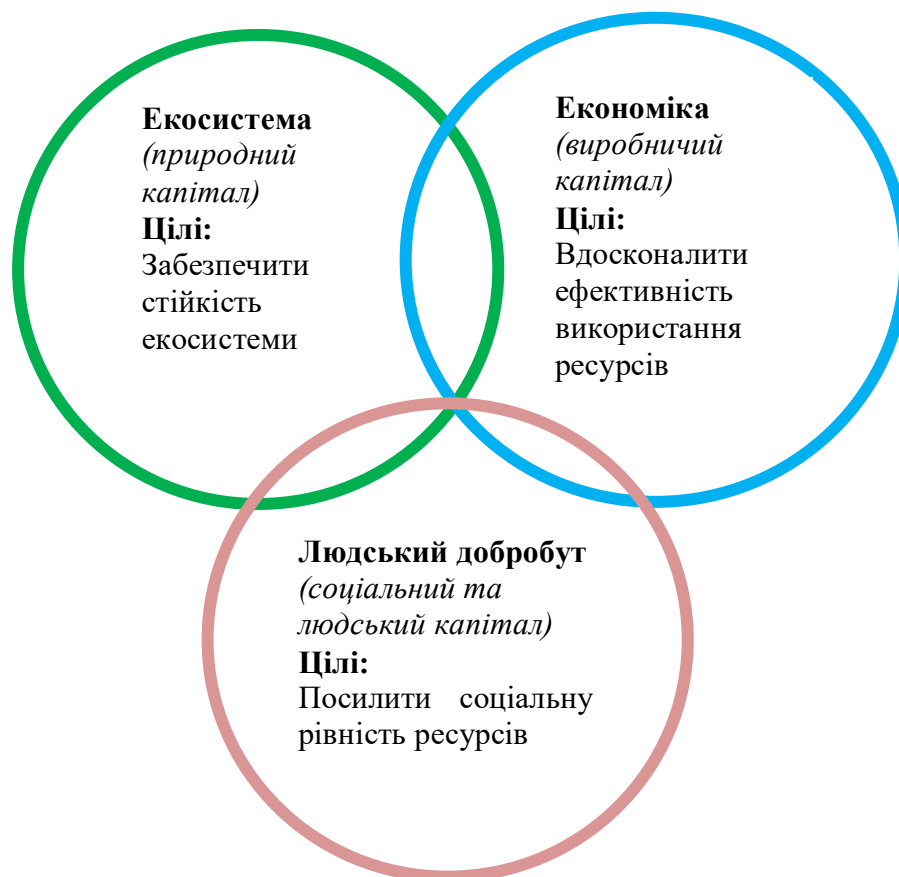 Екосистема
(природний
капітал)
Цілі:
Забезпечити
стійкість
екосистеми
Економіка
(виробничий
капітал)
Цілі:
Вдосконалити
ефективність
використання
ресурсів
Людський добробут
(соціальний та
людський капітал)
Цілі:
Посилити соціальну
рівність ресурсів